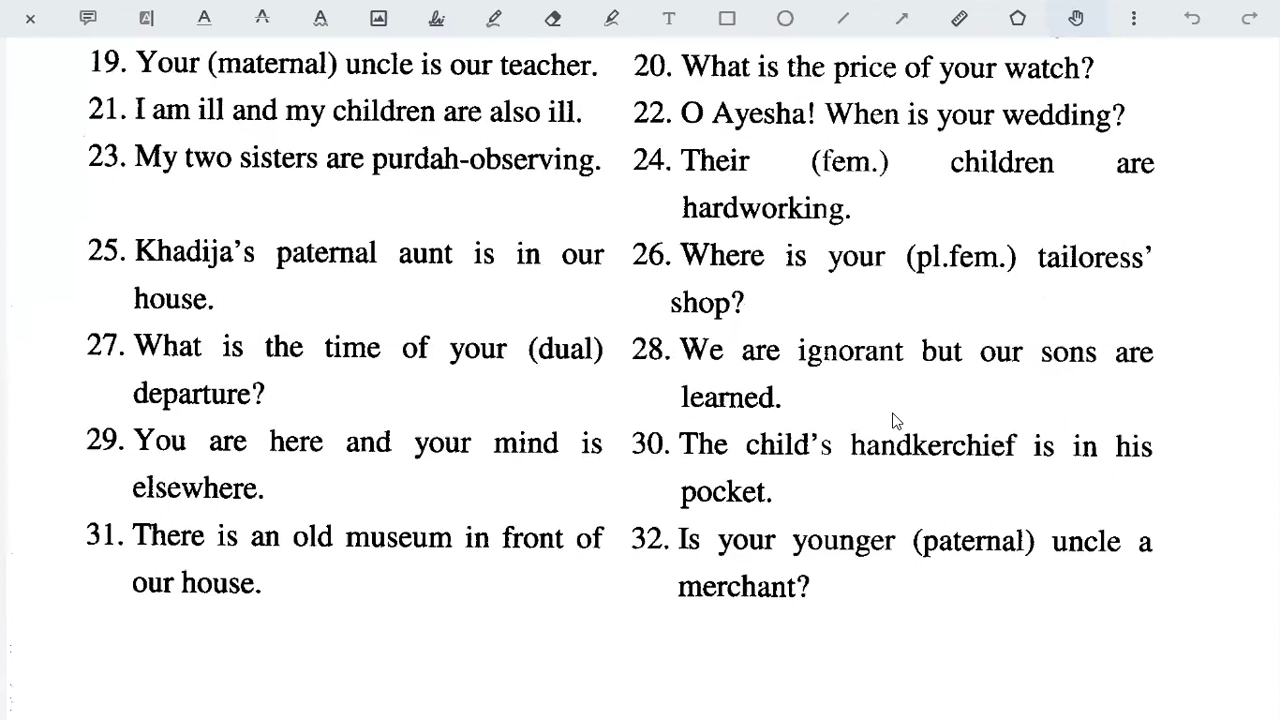 19. Your (maternal) uncle is our teacher.
20. What is the price of your watch?
21. I am ill and my children are also ill.
22. O Ayesha! When is your wedding?
23. My two sisters are purdah-observing.
24. Their (fem.) children are
hardworking.
25. Khadija's paternal aunt is in our
house.
26. Where is your (pl.fem.) tailoress'
shop?
27. What is the time of your (dual)
departure?
28. We are ignorant but our sons are
learned.
29. You are here and your mind is
elsewhere.
30. The child's handkerchief is in his
pocket.
31. There is an old museum in front of
our house.
32. Is your younger (paternal) uncle a
merchant?